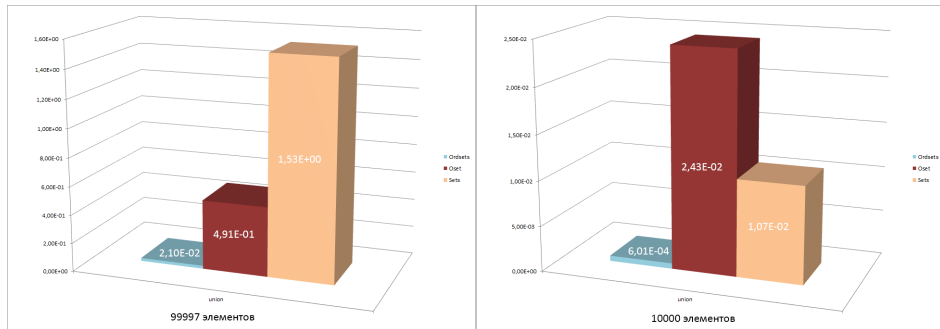 1,60E+00
1,40E+00
1,20E+00
1,00E+00
8,00E-01
6,00E-01
4,00E-01
2,00E-01
0,00E+00
2,10E-02
4,91E-01
1,53E+00
Ordsets
Oset
Sets
union
99997 элементов
2,50E-02
2,00E-02
1,50E-02
1,00E-02
5,00E-03
0,00E+00
6,01E-04
2,43E-02
1,07E-02
Ordsets
Oset
Sets
union
10000 элементов